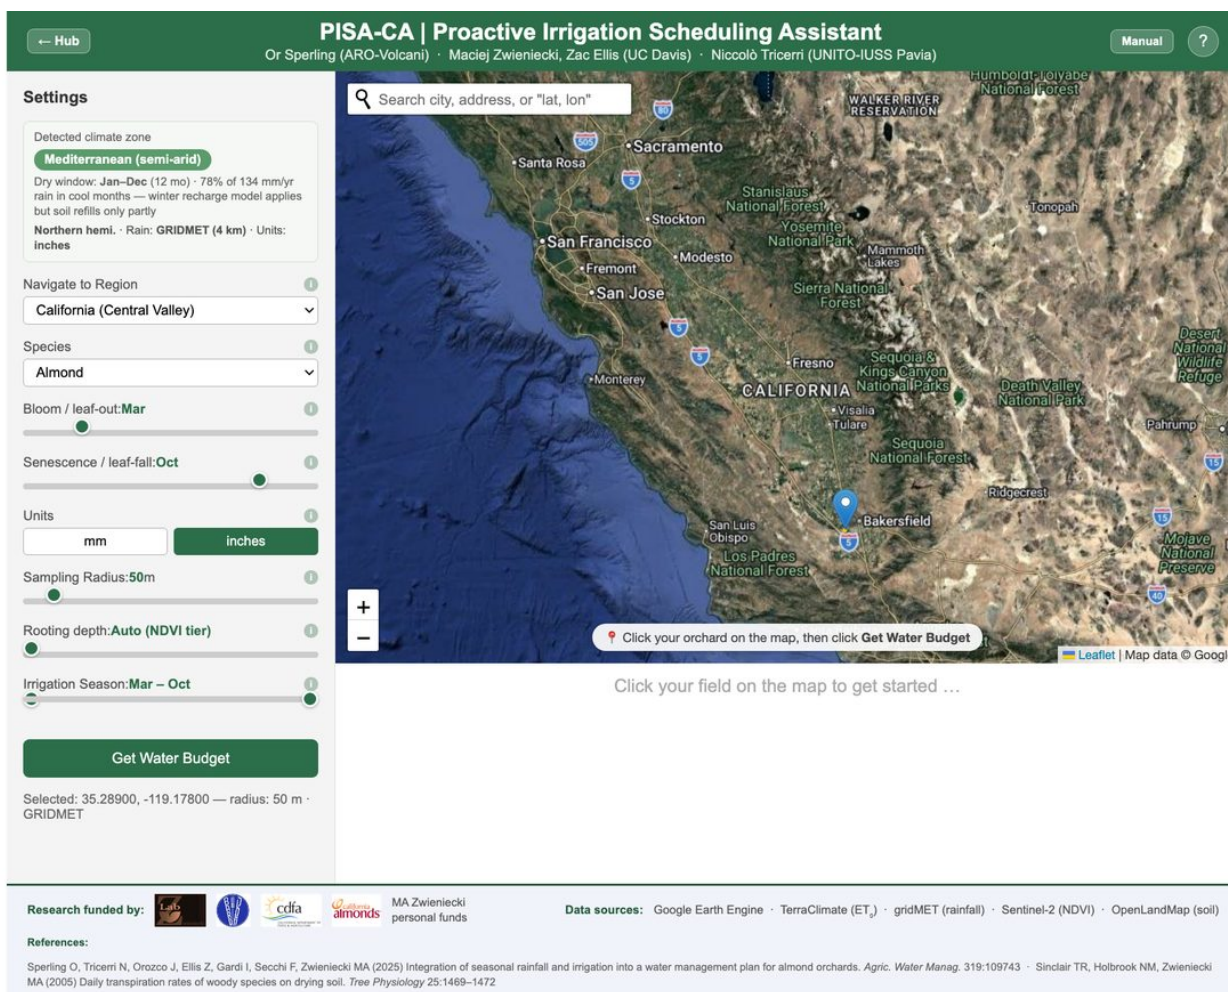 ← Hub
PISA-CA | Proactive Irrigation Scheduling Assistant
Or Sperling (ARO-Volcani) · Maciej Zwieniecki, Zac Ellis (UC Davis) · Niccolò Tricerri (UNITO-IUSS Pavia)
Manual
?
Settings
Detected climate zone
Mediterranean (semi-arid)
Dry window: Jan–Dec (12 mo) · 78% of 134 mm/yr
rain in cool months — winter recharge model applies
but soil refills only partly
Northern hemi. · Rain: GRIDMET (4 km) · Units:
inches
Navigate to Region
California (Central Valley)
Species
Almond
Bloom / leaf-out:Mar
Senescence / leaf-fall:Oct
Units
mm
inches
Sampling Radius:50m
Rooting depth:Auto (NDVI tier)
Irrigation Season:Mar – Oct
Get Water Budget
Selected: 35.28900, -119.17800 — radius: 50 m ·
GRIDMET
Search city, address, or "lat, lon"
Humboldt-Toiyabe
National Forest
WALKER RIVER
RESERVATION
80
505
Sacramento
Santa Rosa
5
Stanislaus
National Forest
Tonopah
Stockton
Yosemite
National Park
San Francisco
Modesto
Mammoth
Lakes
Fremont
San Jose
Sierra National
Forest
5
5
Desert
National
Wildlife
Refuge
Fresno
Sequoia &
Kings Canyon
National Parks
Death Valley
National Park
Monterey
CALIFORNIA
Visalia
Tulare
Pahrump
Sequoia
National Forest
15
Ridgecrest
San Luis
Obispo
Bakersfield
5
15
Mojave
National
Preserve
Los Padres
National Forest
40
+
−
Click your orchard on the map, then click Get Water Budget
Leaflet | Map data © Googl
Click your field on the map to get started …
Research funded by:
Lab
cdfa
california
almonds
MA Zwieniecki
personal funds
Data sources: Google Earth Engine · TerraClimate (ET₀) · gridMET (rainfall) · Sentinel-2 (NDVI) · OpenLandMap (soil)
References:
Sperling O, Tricerri N, Orozco J, Ellis Z, Gardi I, Secchi F, Zwieniecki MA (2025) Integration of seasonal rainfall and irrigation into a water management plan for almond orchards. Agric. Water Manag. 319:109743 · Sinclair TR, Holbrook NM, Zwieniecki
MA (2005) Daily transpiration rates of woody species on drying soil. Tree Physiology 25:1469–1472